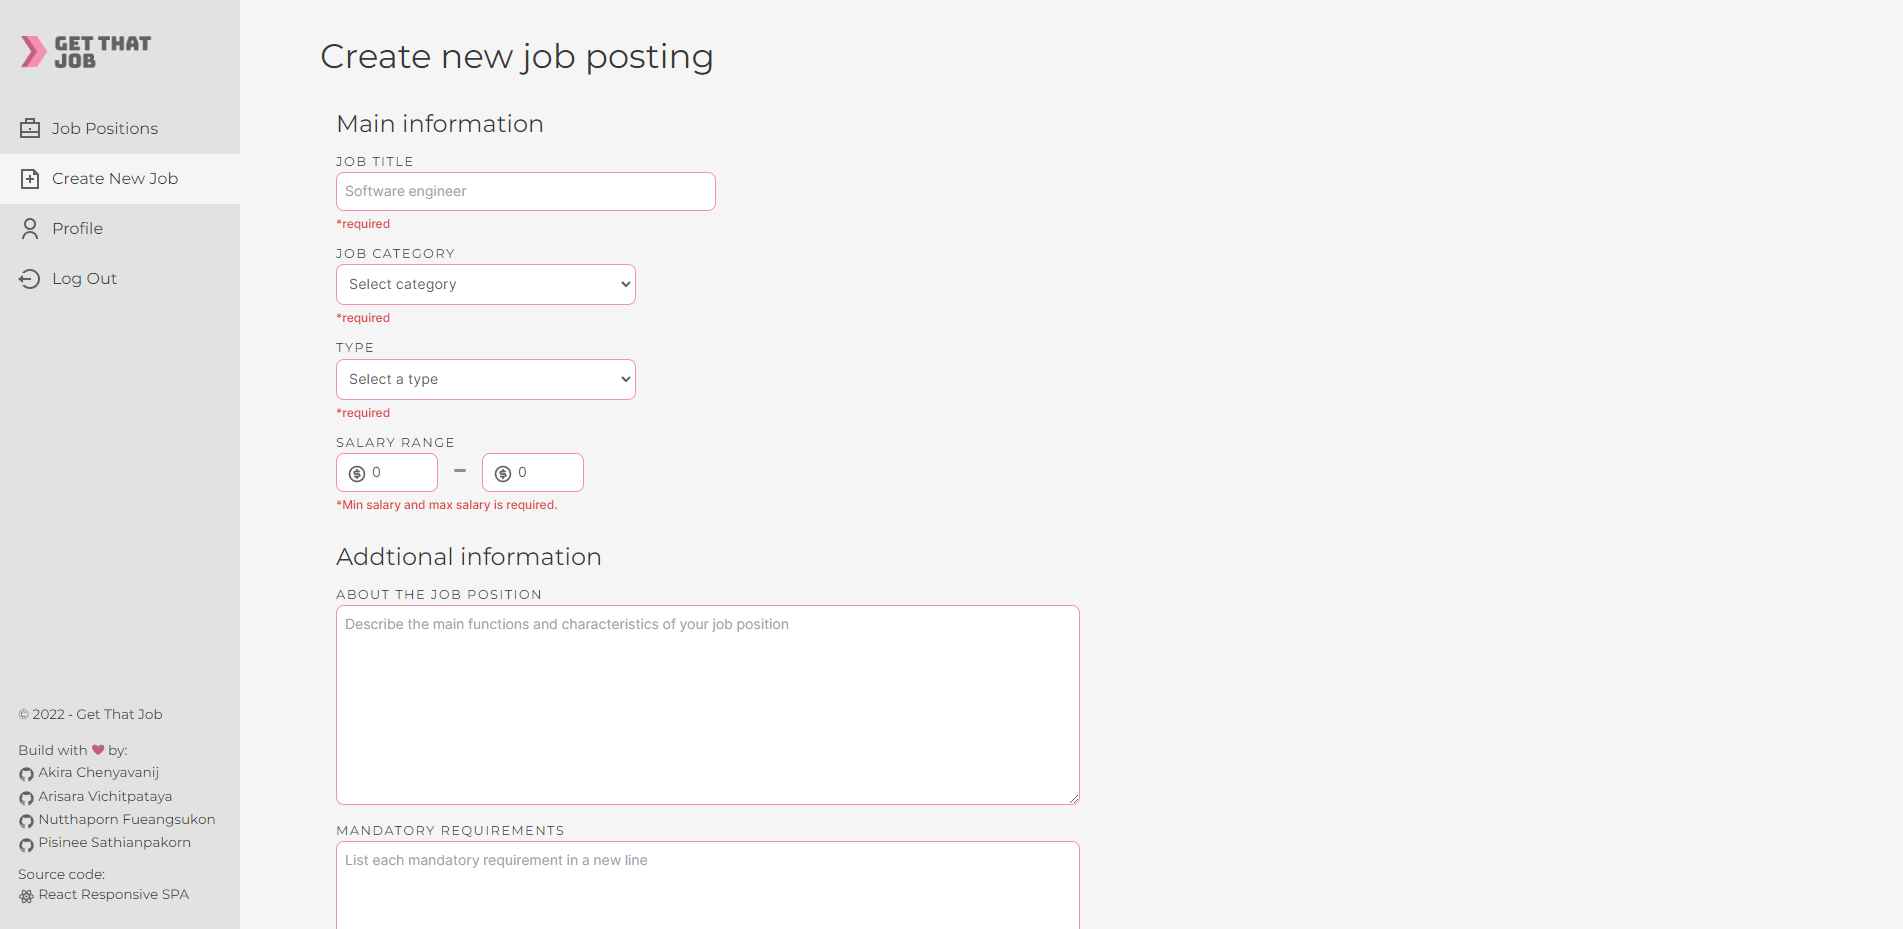 GET THAT
JOB
Job Positions
Create New Job
Profile
Log Out
© 2022 - Get That Job
Build with by:
Akira Chenyavanij
Arisara Vichitpataya
Nutthaporn Fueangsukon
Pisinee Sathianpakorn
Source code:
React Responsive SPA
Create new job posting
Main information
JOB TITLE
Software engineer
*required
JOB CATEGORY
Select category
*required
TYPE
Select a type
*required
SALARY RANGE
0 – 0
*Min salary and max salary is required.
Addtional information
ABOUT THE JOB POSITION
Describe the main functions and characteristics of your job position
MANDATORY REQUIREMENTS
List each mandatory requirement in a new line